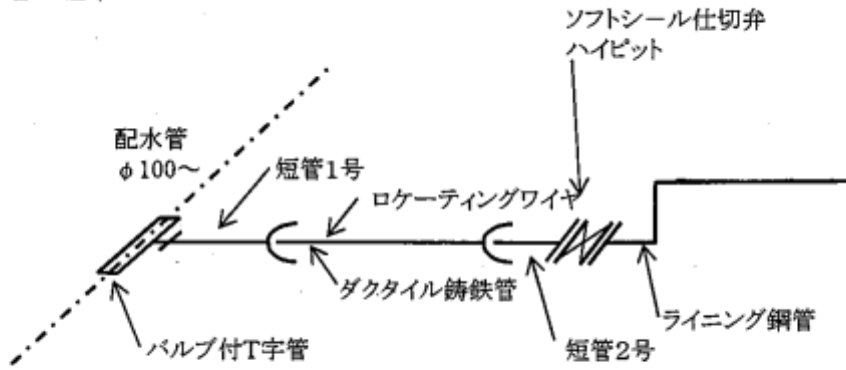 ソフトシール仕切弁
ハイピット
配水管
φ100～
短管1号
ロケーティングワイヤ
ダクタイル鋳鉄管
バルブ付T字管
短管2号
ライニング鋼管